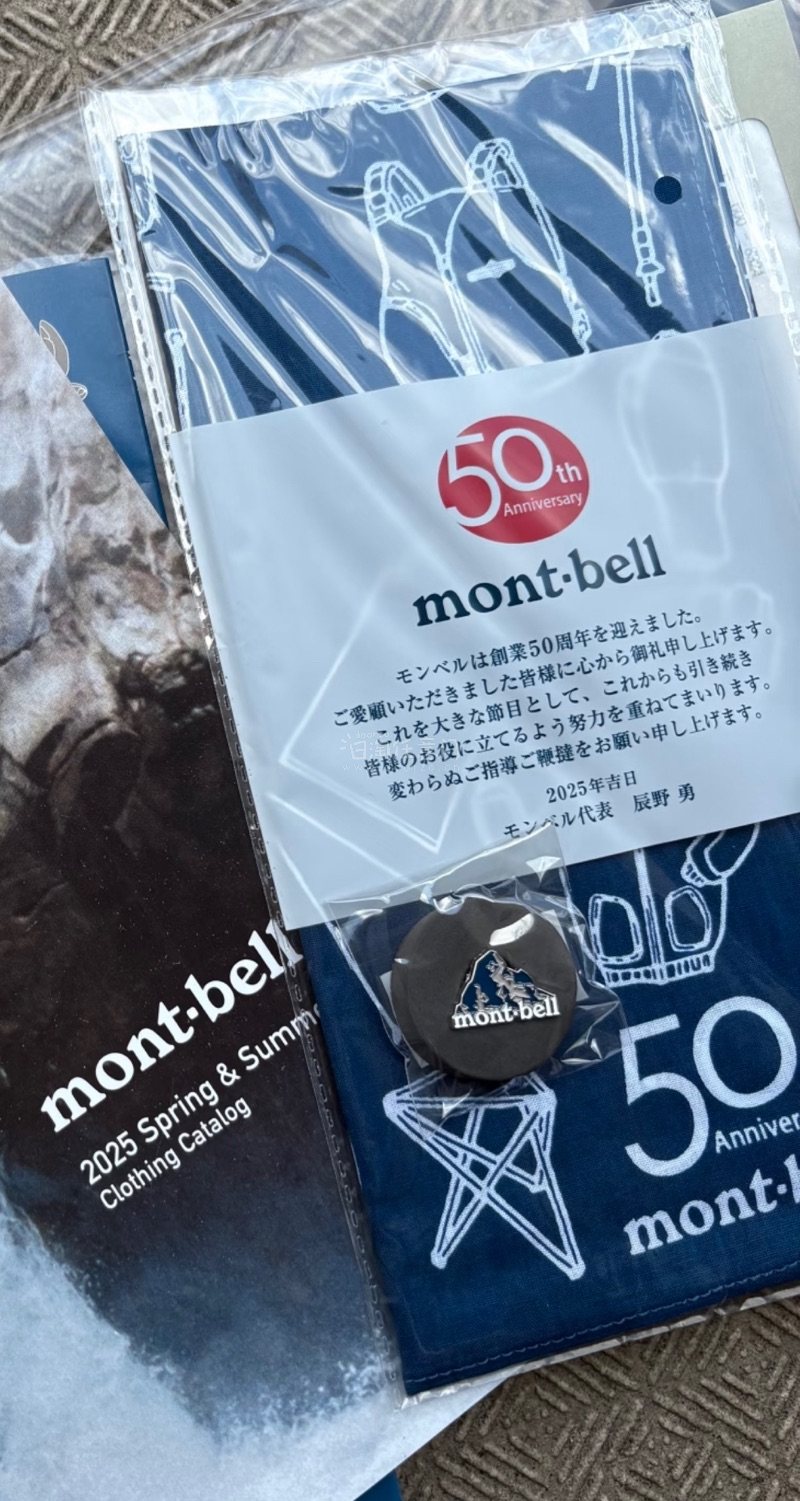 50th
Anniversary
mont·bell
モンベルは創業50周年を迎えました。
ご愛顧いただきました皆様に心から御礼申し上げます。
これを大きな節目として、これからも引き続き
皆様のお役に立てるよう努力を重ねてまいります。
変わらぬご指導ご鞭撻をお願い申し上げます。
2025年吉日
モンベル代表 辰野 勇
mont·bell
mont·bell
2025 Spring & Summe
Clothing Catalog
50
Anniver
mont·b